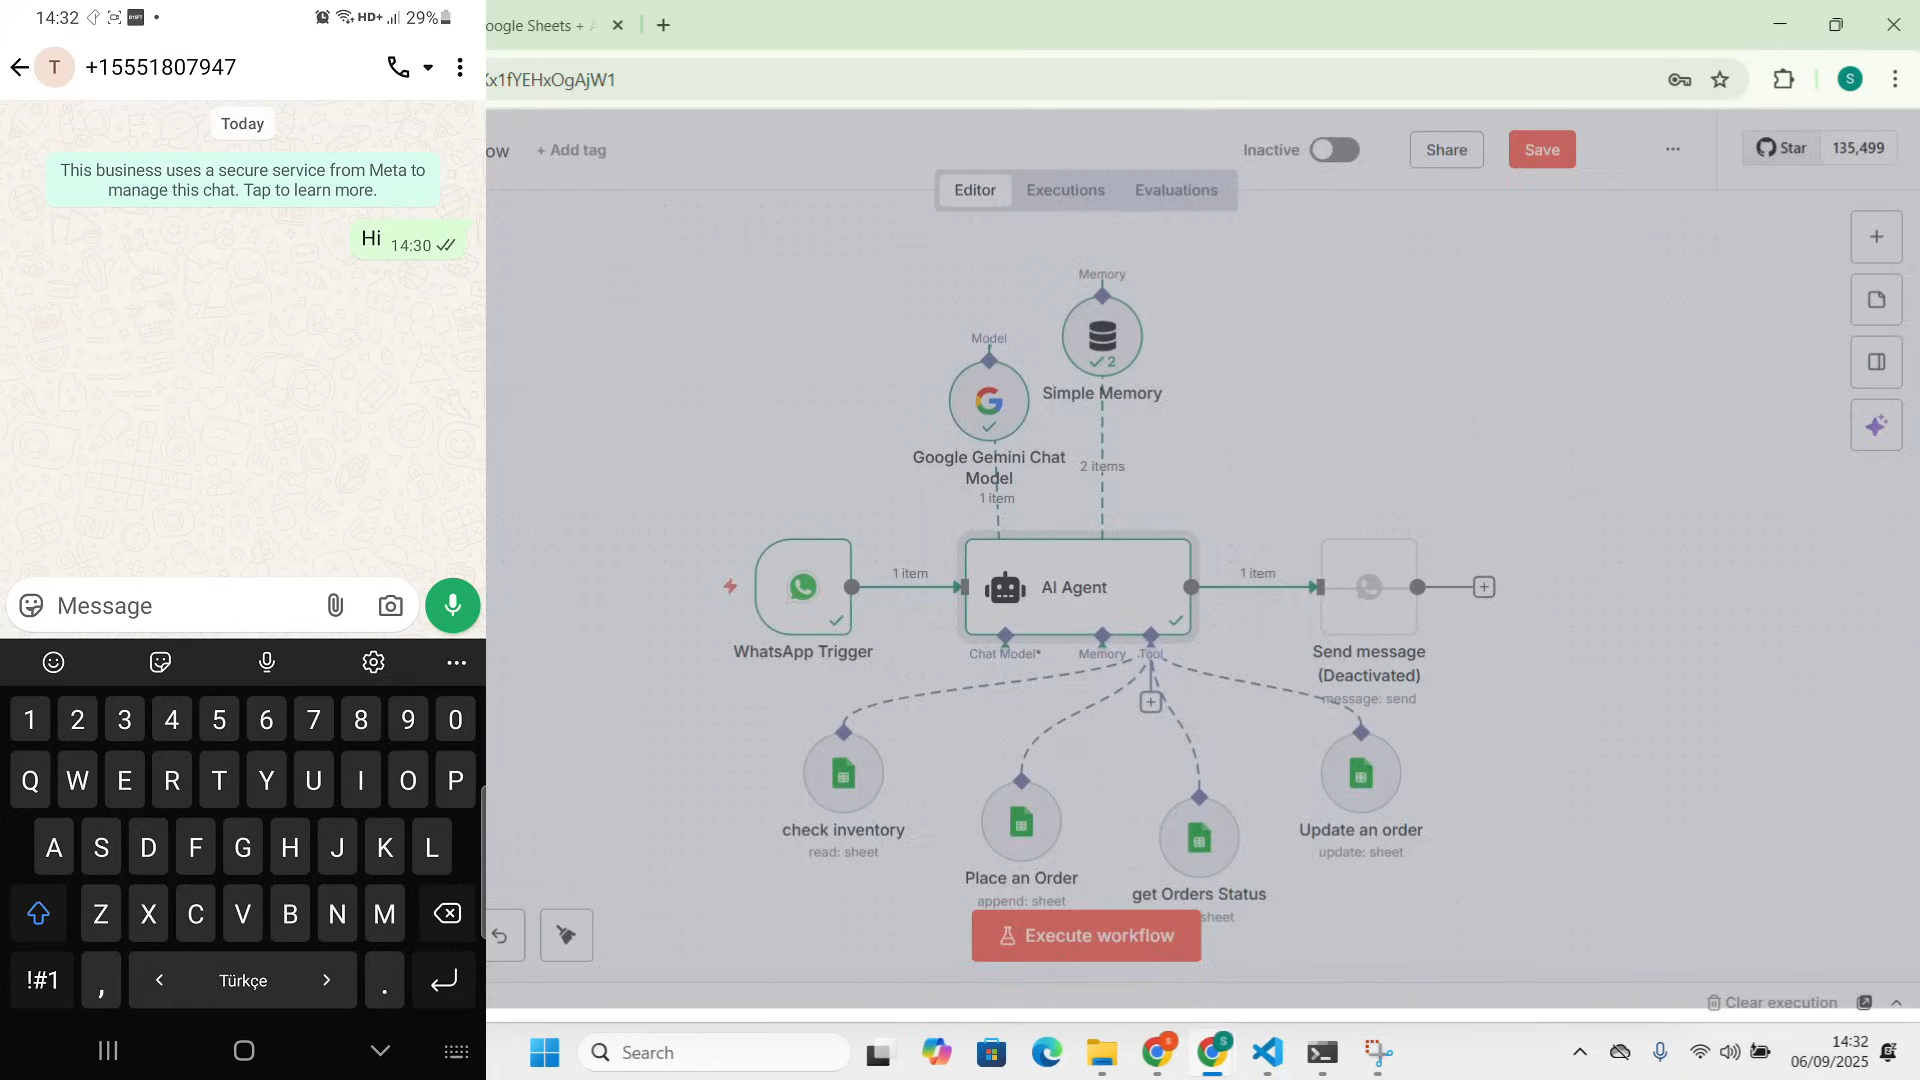 14:32
HD+
29%
T
+15551807947
Today
This business uses a secure service from Meta to
manage this chat. Tap to learn more.
Hi 14:30
Message
1 2 3 4 5 6 7 8 9 0
Q W E R T Y U I O P
A S D F G H J K L
Z X C V B N M
!#1 , < Türkçe > .
oogle Sheets +
Xx1fYEHxOgAjW1
S
ow
+ Add tag
Inactive
Share
Save
Star
135,499
Editor
Executions
Evaluations
Memory
2
Simple Memory
2 items
Model
Google Gemini Chat
Model
1 item
WhatsApp Trigger
1 item
AI Agent
Chat Model*
Memory
Tool
1 item
Send message
(Deactivated)
message: send
check inventory
read: sheet
Place an Order
append: sheet
get Orders Status
sheet
Update an order
update: sheet
Execute workflow
Clear execution
Search
14:32
06/09/2025